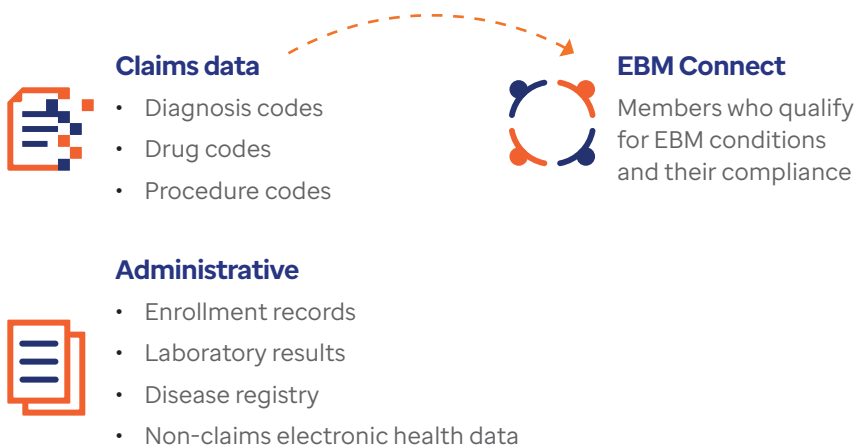 Claims data
• Diagnosis codes
• Drug codes
• Procedure codes
EBM Connect
Members who qualify
for EBM conditions
and their compliance
Administrative
• Enrollment records
• Laboratory results
• Disease registry
• Non-claims electronic health data